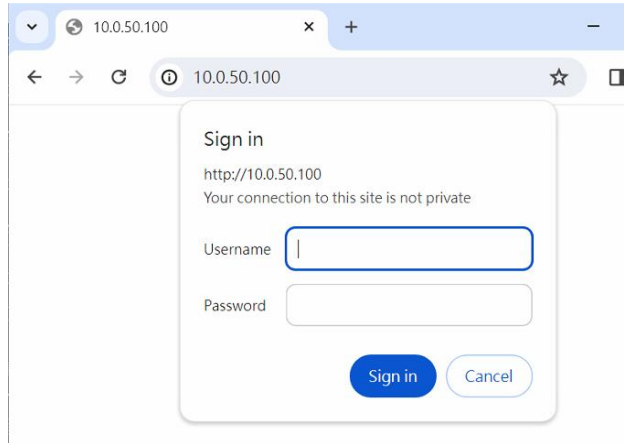 10.0.50.100
10.0.50.100
Sign in
http://10.0.50.100
Your connection to this site is not private
Username
Password
Sign in Cancel